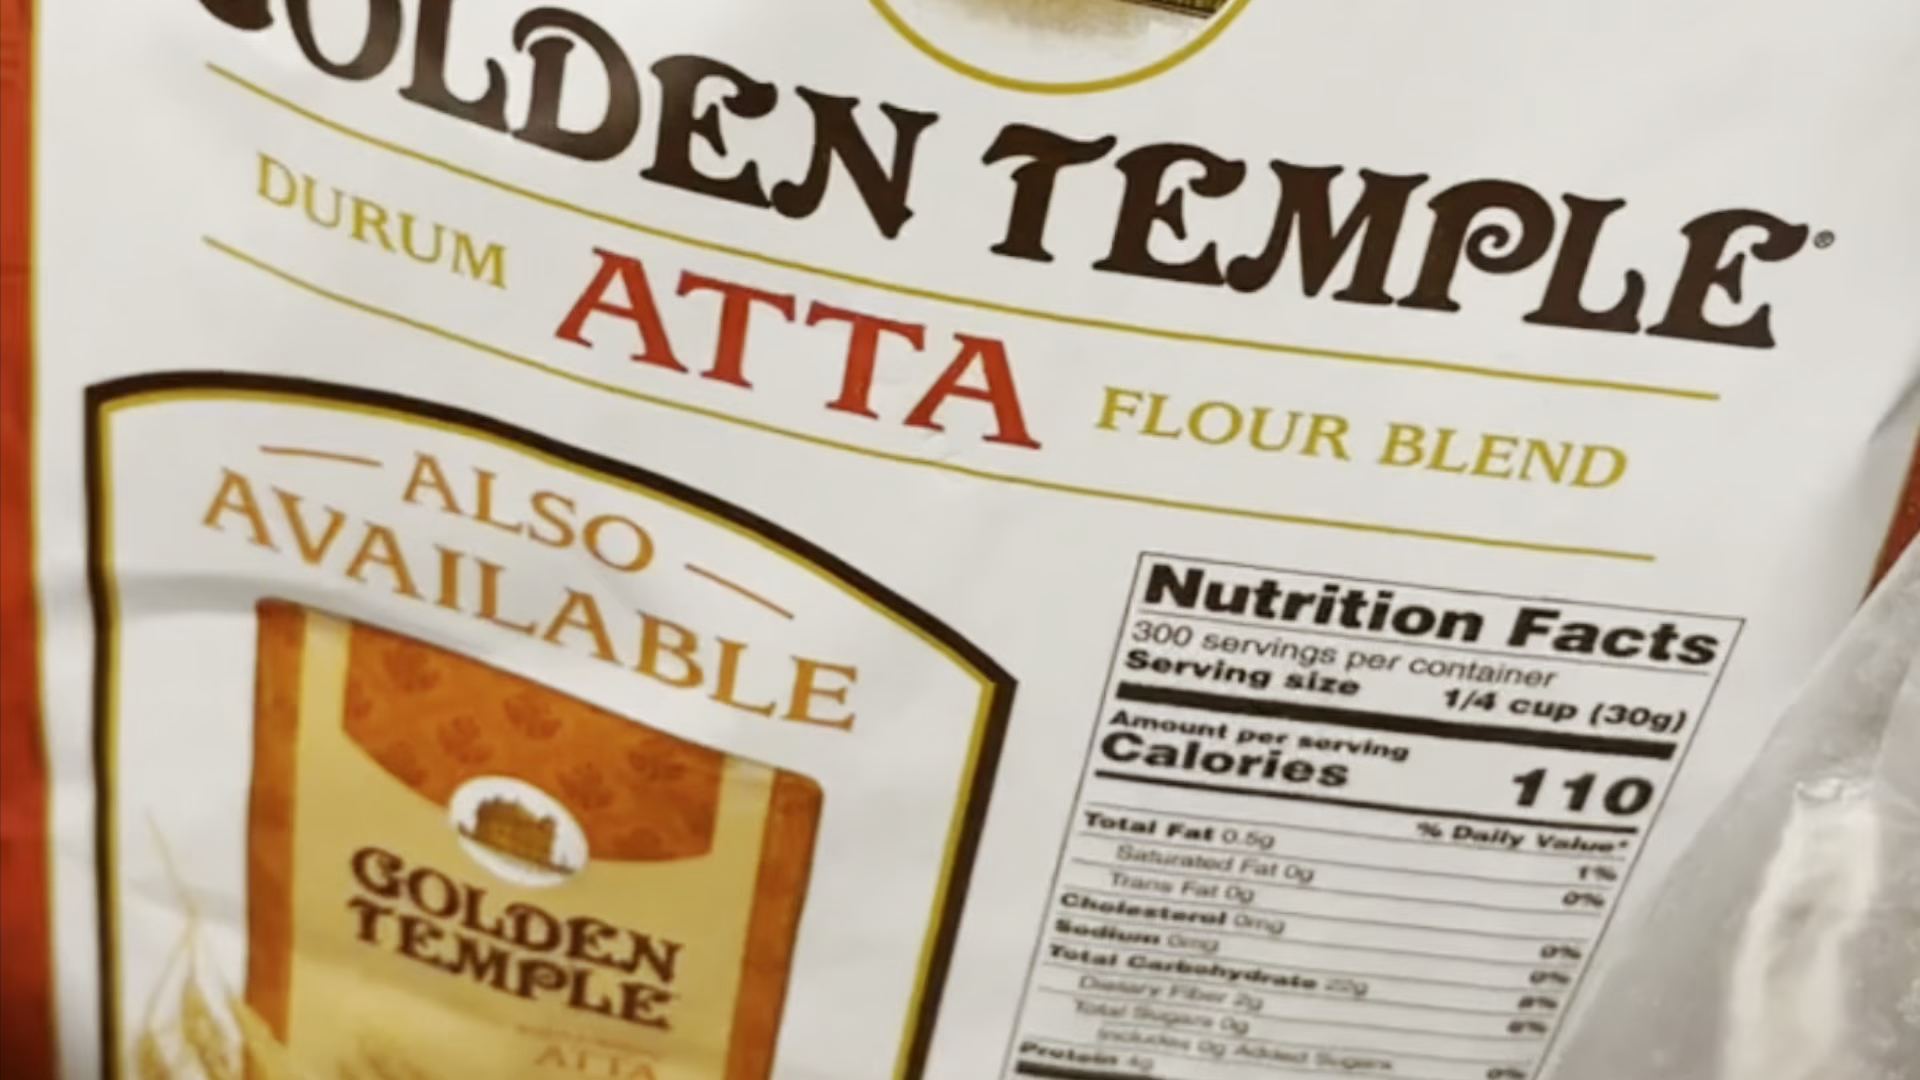 GOLDEN TEMPLE®
DURUM ATTA FLOUR BLEND
ALSO
AVAILABLE
GOLDEN
TEMPLE
ATTA
Nutrition Facts
300 servings per container
Serving size 1/4 cup (30g)
Amount per serving
Calories 110
% Daily Value*
Total Fat 0.5g 1%
Saturated Fat 0g 0%
Trans Fat 0g
Cholesterol 0mg 0%
Sodium 0mg 0%
Total Carbohydrate 22g 8%
Dietary Fiber 2g 6%
Total Sugars 0g
Includes 0g Added Sugars 0%
Protein 4g